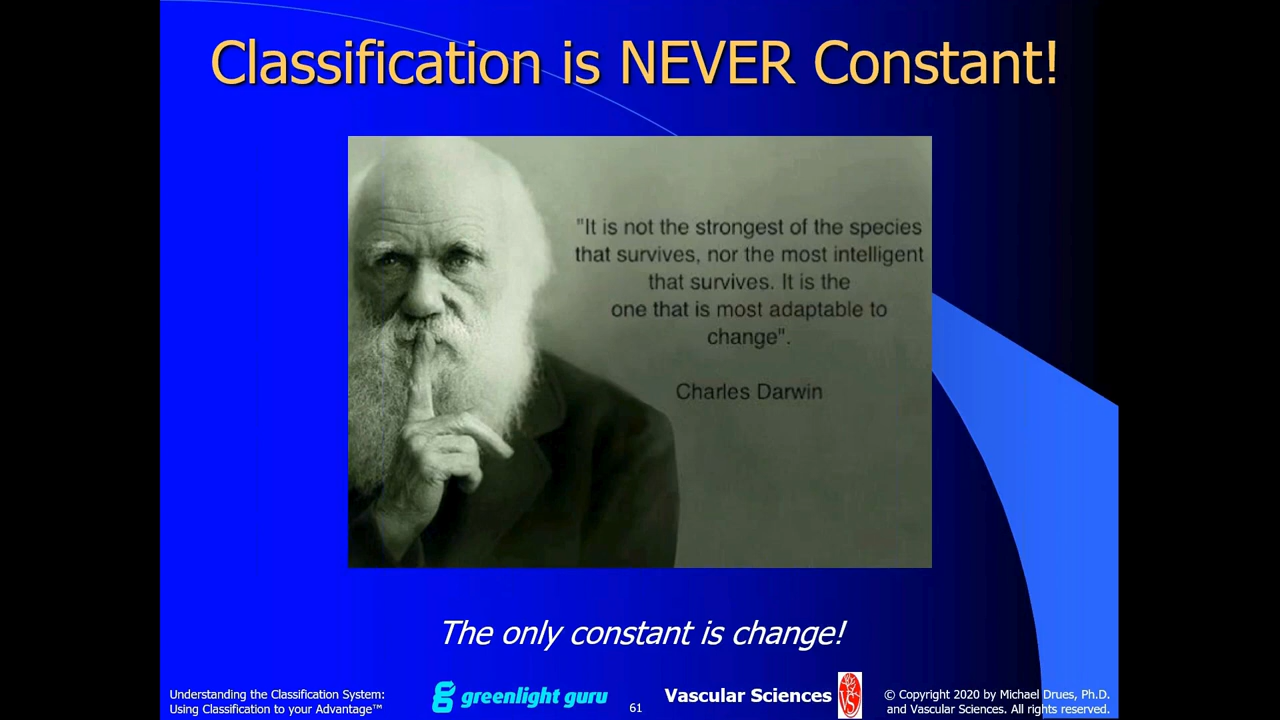 Classification is NEVER Constant!
"It is not the strongest of the species
that survives, nor the most intelligent
that survives. It is the
one that is most adaptable to
change".
Charles Darwin
The only constant is change!
Understanding the Classification System:
Using Classification to your Advantage™
greenlight guru
61
Vascular Sciences
VS
© Copyright 2020 by Michael Drues, Ph.D.
and Vascular Sciences. All rights reserved.